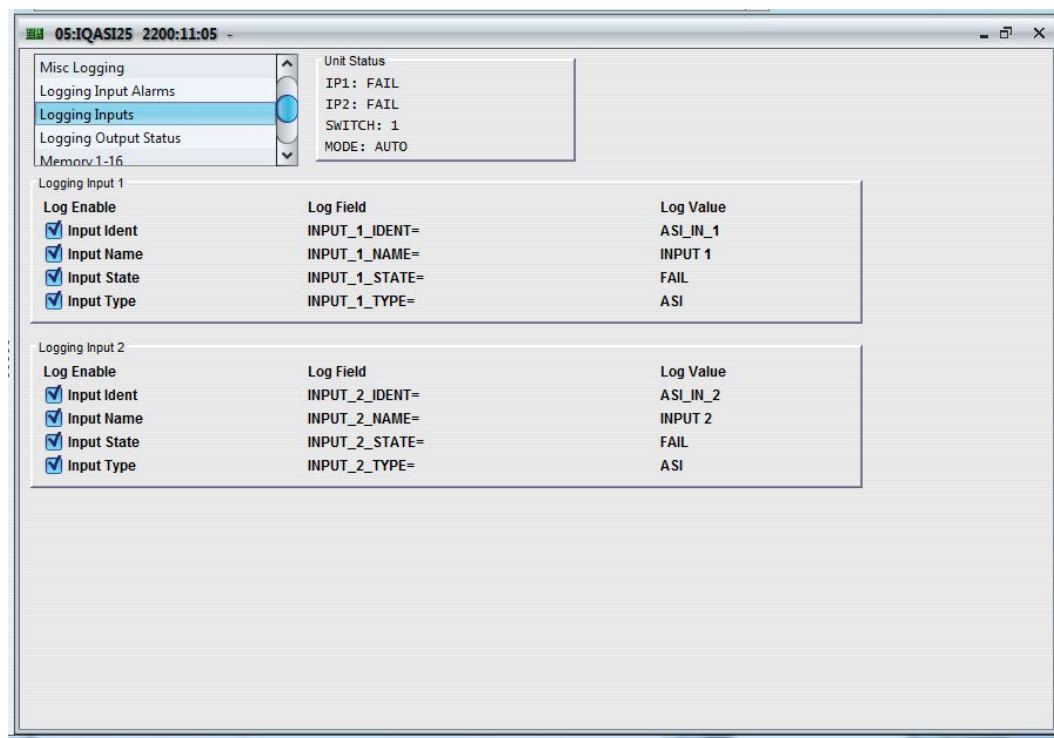 05:IQASI25 2200:11:05 -
Misc Logging
Logging Input Alarms
Logging Inputs
Logging Output Status
Memory 1-16
Unit Status
IP1: FAIL
IP2: FAIL
SWITCH: 1
MODE: AUTO
Logging Input 1
Log Enable Log Field Log Value
Input Ident INPUT_1_IDENT= ASI_IN_1
Input Name INPUT_1_NAME= INPUT 1
Input State INPUT_1_STATE= FAIL
Input Type INPUT_1_TYPE= ASI
Logging Input 2
Log Enable Log Field Log Value
Input Ident INPUT_2_IDENT= ASI_IN_2
Input Name INPUT_2_NAME= INPUT 2
Input State INPUT_2_STATE= FAIL
Input Type INPUT_2_TYPE= ASI